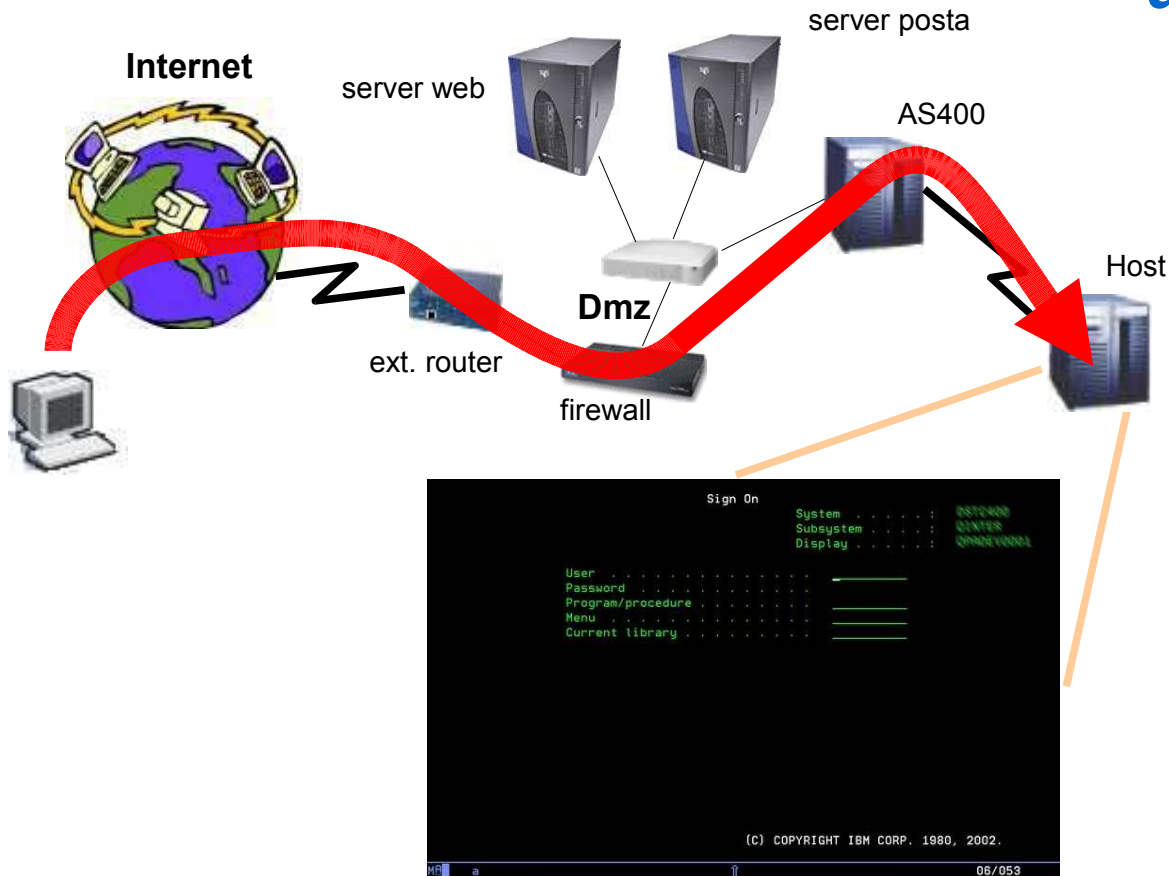 server posta
Internet
server web
AS400
Host
Dmz
ext. router
firewall
Sign On
System . . . . . :
Subsystem . . . . :
Display . . . . . :
User . . . . . . . . . . . . . .
Password . . . . . . . . . . . .
Program/procedure . . . . . . . .
Menu . . . . . . . . . . . . . .
Current library . . . . . . . . .
(C) COPYRIGHT IBM CORP. 1980, 2002.
MA a 06/053